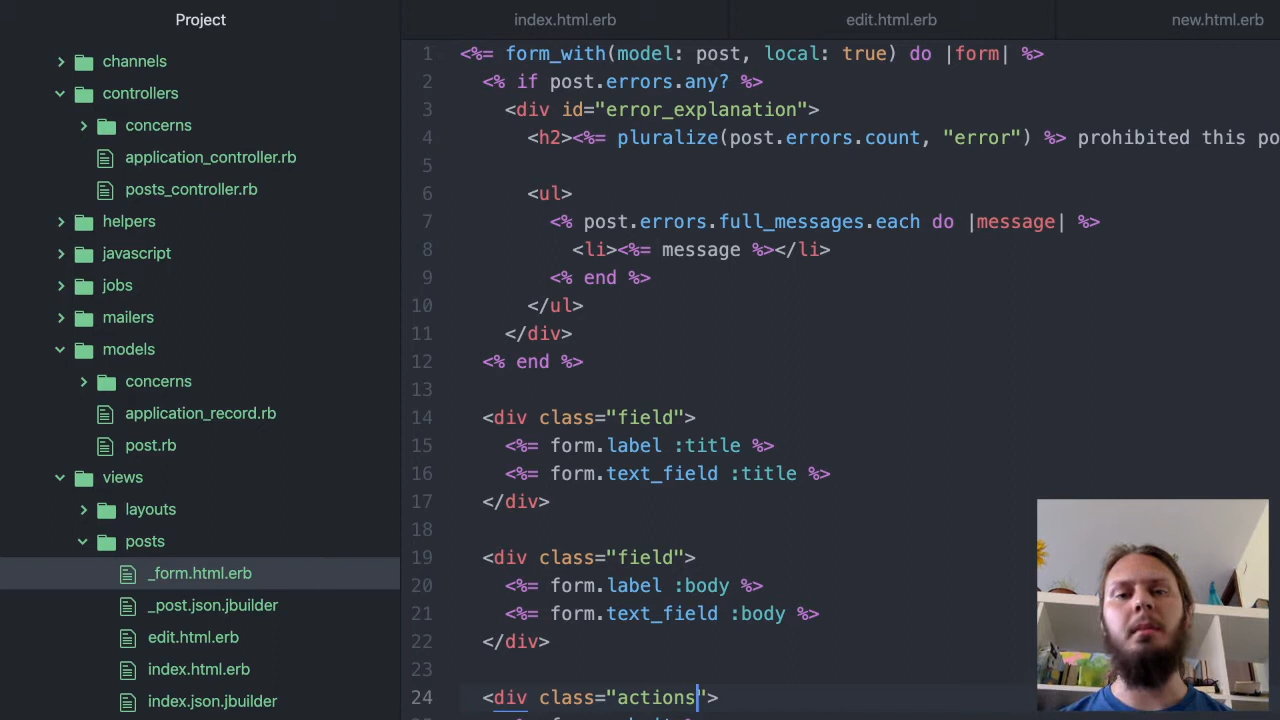 Project
index.html.erb
edit.html.erb
new.html.erb
channels
controllers
concerns
application_controller.rb
posts_controller.rb
helpers
javascript
jobs
mailers
models
concerns
application_record.rb
post.rb
views
layouts
posts
_form.html.erb
_post.json.jbuilder
edit.html.erb
index.html.erb
index.json.jbuilder
1 <%= form_with(model: post, local: true) do |form| %>
2 <% if post.errors.any? %>
3 <div id="error_explanation">
4 <h2><%= pluralize(post.errors.count, "error") %> prohibited this po
5
6 <ul>
7 <% post.errors.full_messages.each do |message| %>
8 <li><%= message %></li>
9 <% end %>
10 </ul>
11 </div>
12 <% end %>
13
14 <div class="field">
15 <%= form.label :title %>
16 <%= form.text_field :title %>
17 </div>
18
19 <div class="field">
20 <%= form.label :body %>
21 <%= form.text_field :body %>
22 </div>
23
24 <div class="actions">